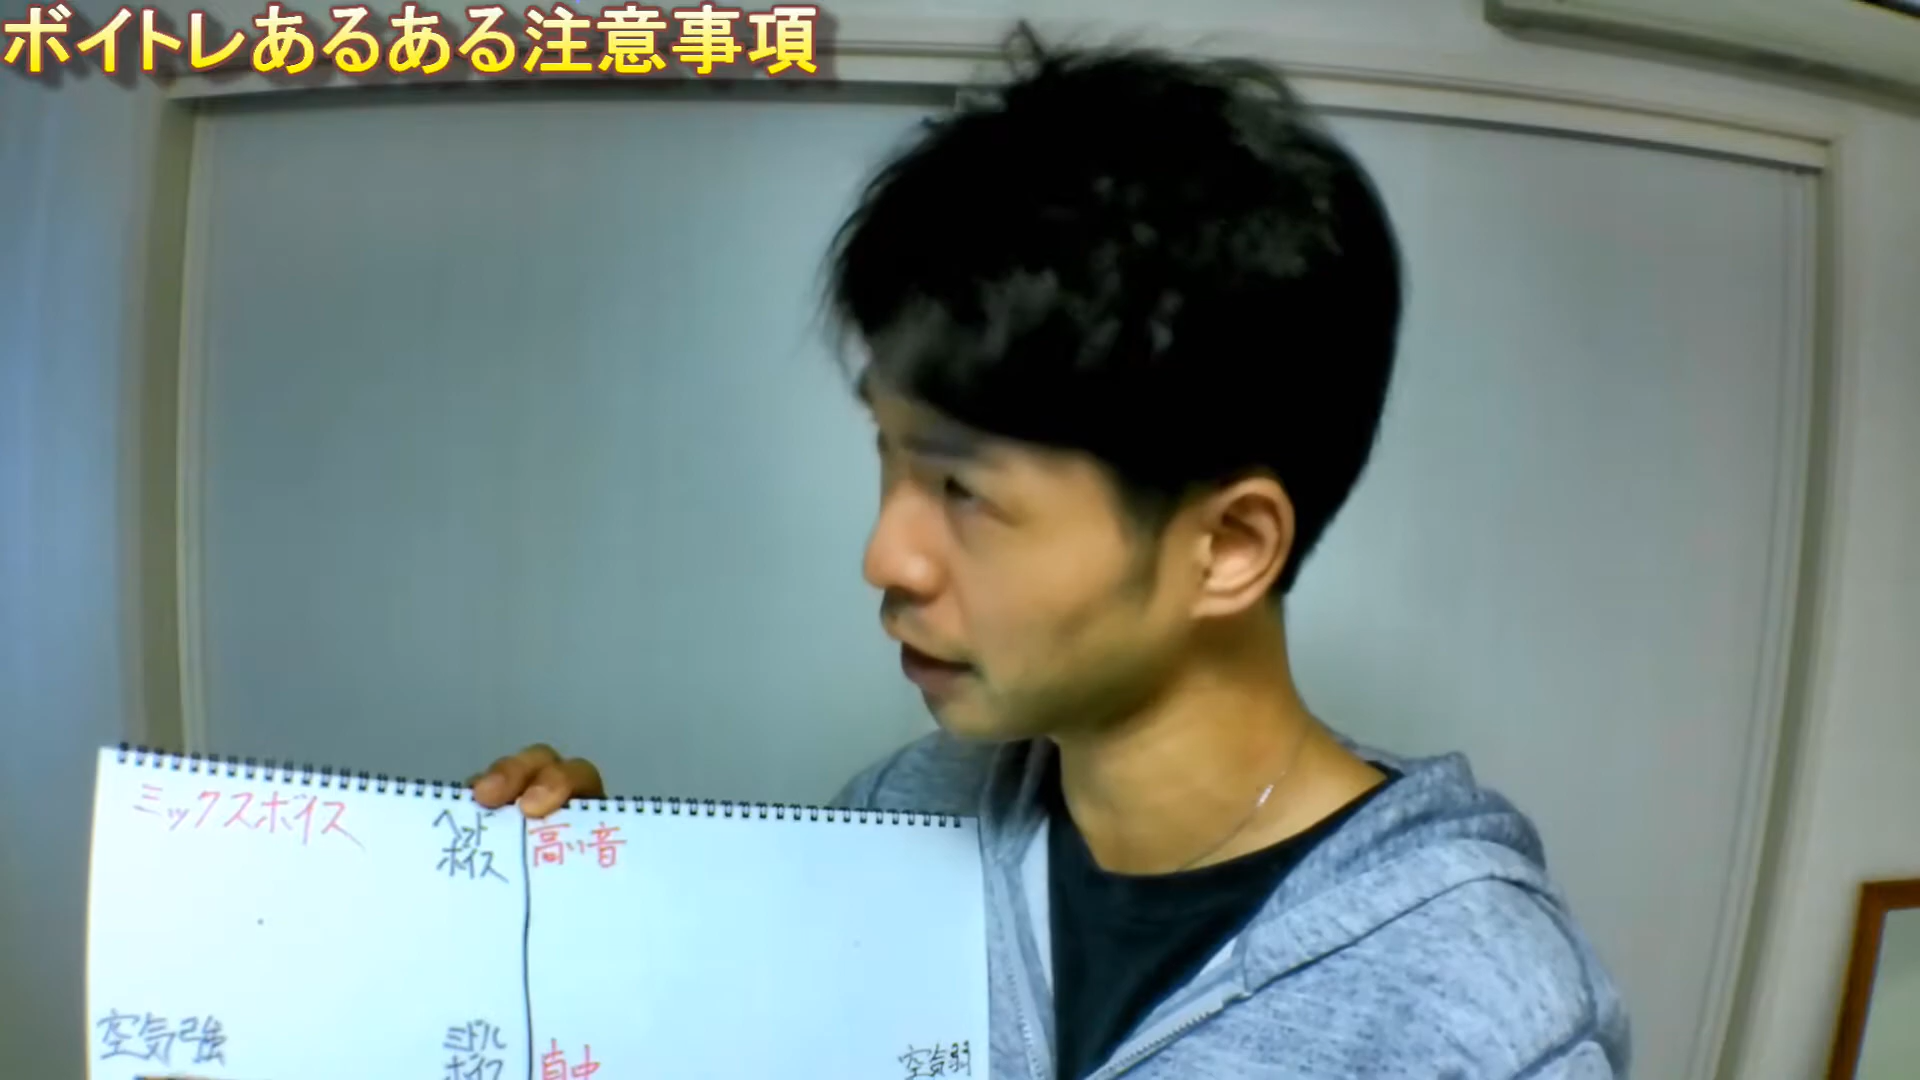 ボイトレあるある注意事項
ミックスボイス
ヘッド
ボイス
高い音
空気強
ミドル
ボイス
真中
空気弱